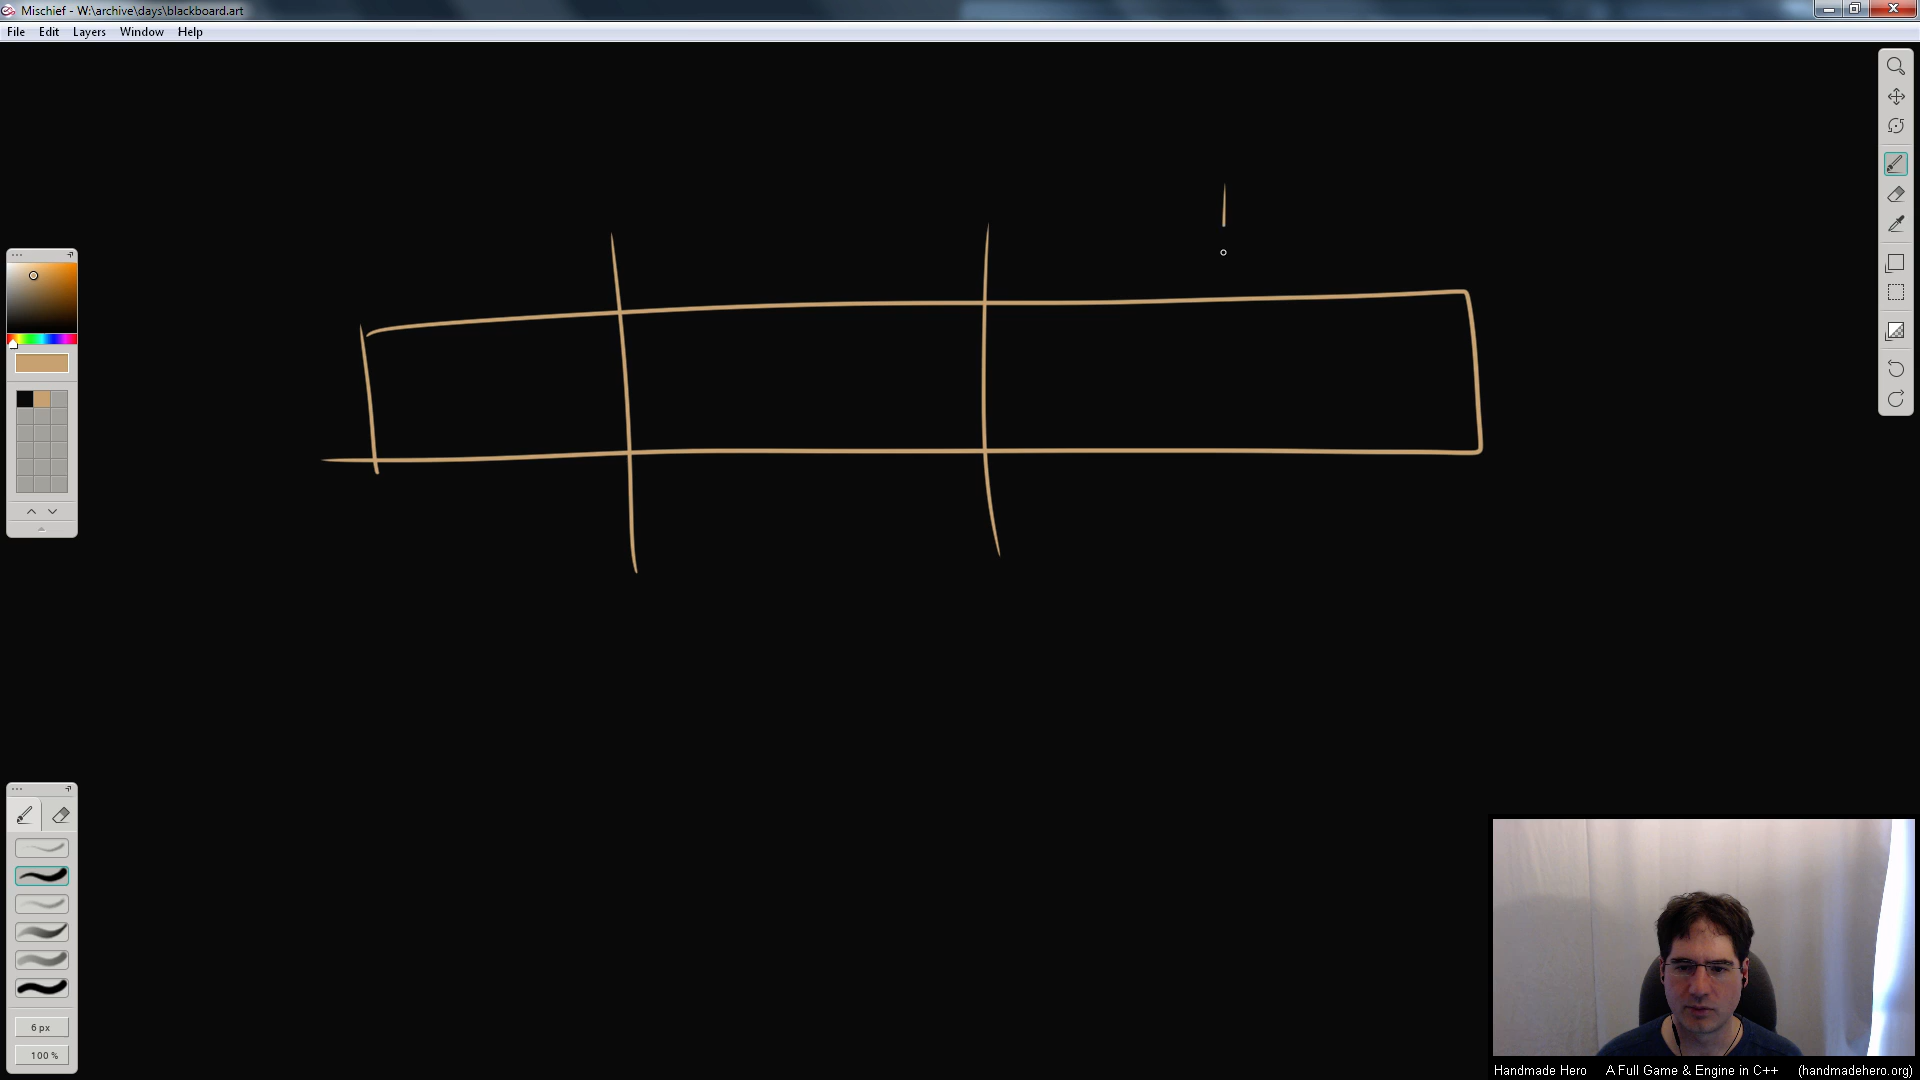 Mischief - W:\archive\days\blackboard.art
File Edit Layers Window Help
6 px
100 %
Handmade Hero A Full Game & Engine in C++ (handmadehero.org)